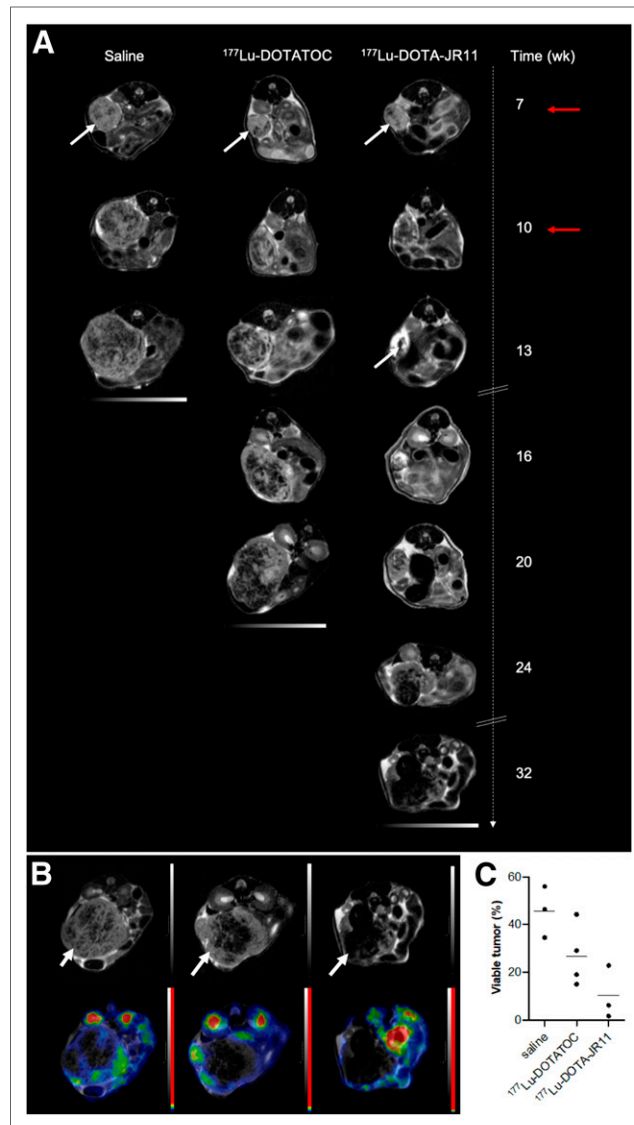 A
Saline
¹⁷⁷Lu-DOTATOC
¹⁷⁷Lu-DOTA-JR11
Time (wk)
7
10
13
16
20
24
32
B
C
Viable tumor (%)
60
40
20
0
saline
¹⁷⁷Lu-DOTATOC
¹⁷⁷Lu-DOTA-JR11